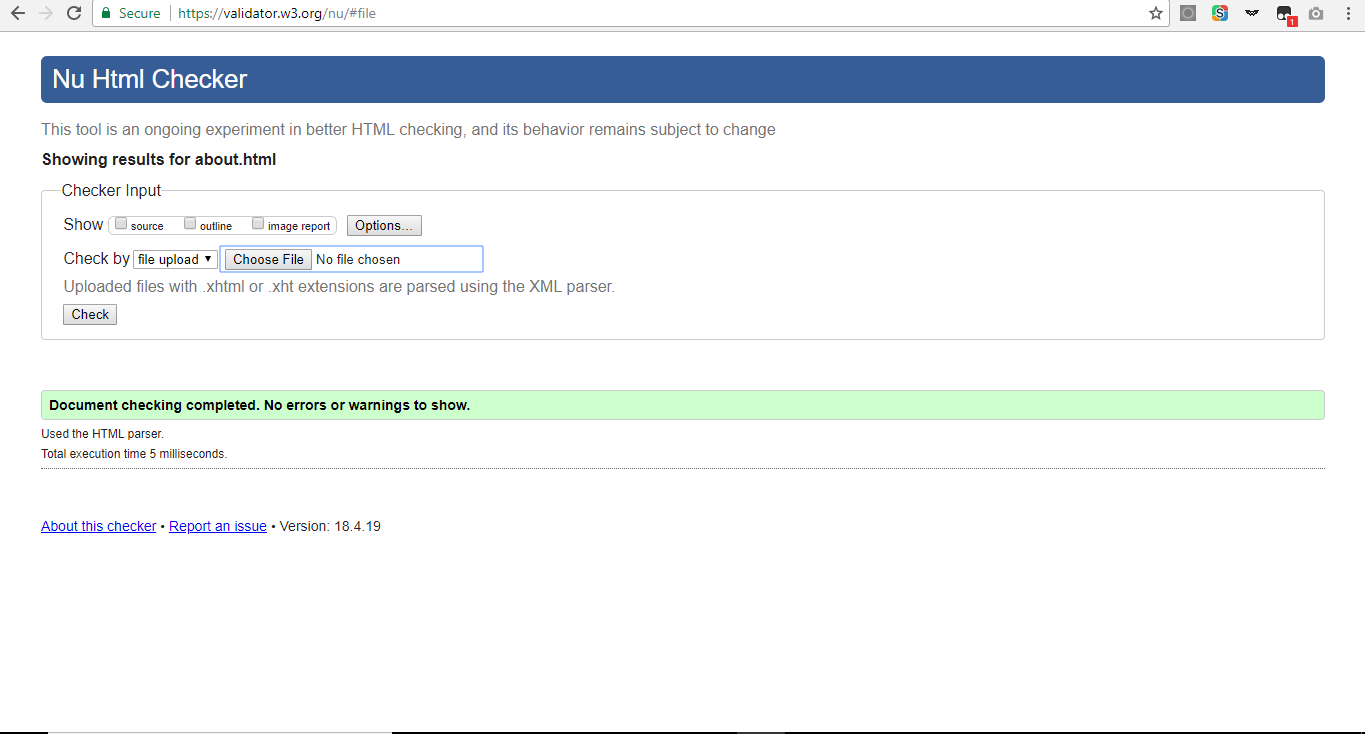 Secure https://validator.w3.org/nu/#file
1
Nu Html Checker
This tool is an ongoing experiment in better HTML checking, and its behavior remains subject to change
Showing results for about.html
Checker Input
Show source outline image report Options...
Check by file upload Choose File No file chosen
Uploaded files with .xhtml or .xht extensions are parsed using the XML parser.
Check
Document checking completed. No errors or warnings to show.
Used the HTML parser.
Total execution time 5 milliseconds.
About this checker • Report an issue • Version: 18.4.19